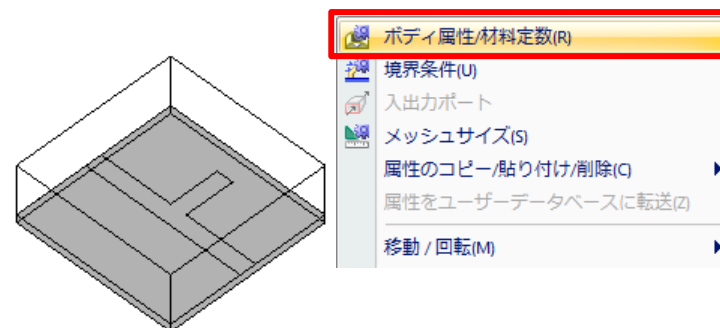 ボディ属性/材料定数(R)
境界条件(U)
入出力ポート
メッシュサイズ(S)
属性のコピー/貼り付け/削除(C)
属性をユーザーデータベースに転送(Z)
移動 / 回転(M)